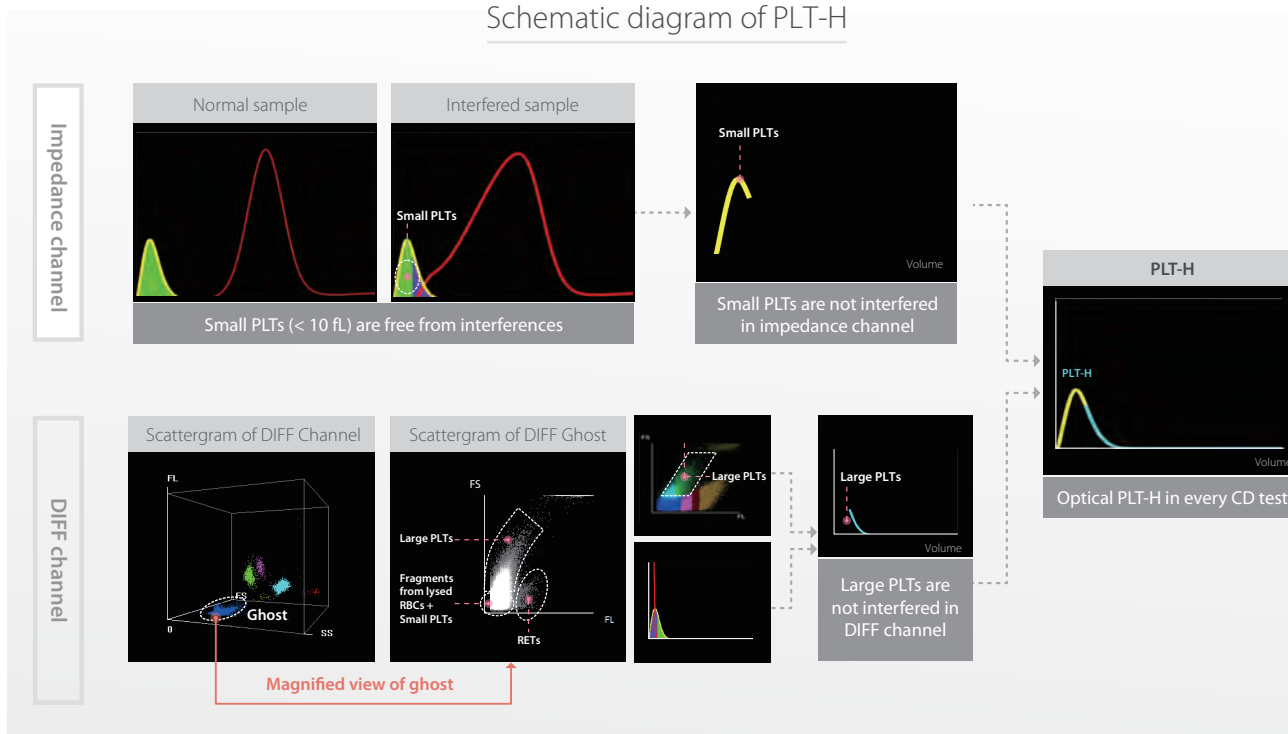 Schematic diagram of PLT-H
Impedance channel
Normal sample
Interfered sample
Small PLTs
Small PLTs (< 10 fL) are free from interferences
Small PLTs
Volume
Small PLTs are not interfered
in impedance channel
PLT-H
PLT-H
Volume
Optical PLT-H in every CD test
DIFF channel
Scattergram of DIFF Channel
FL
FS
Ghost
0
SS
Scattergram of DIFF Ghost
FS
Large PLTs
Fragments
from lysed
RBCs +
Small PLTs
RETs
FL
Magnified view of ghost
FS
Large PLTs
FL
Large PLTs
Volume
Large PLTs are
not interfered in
DIFF channel